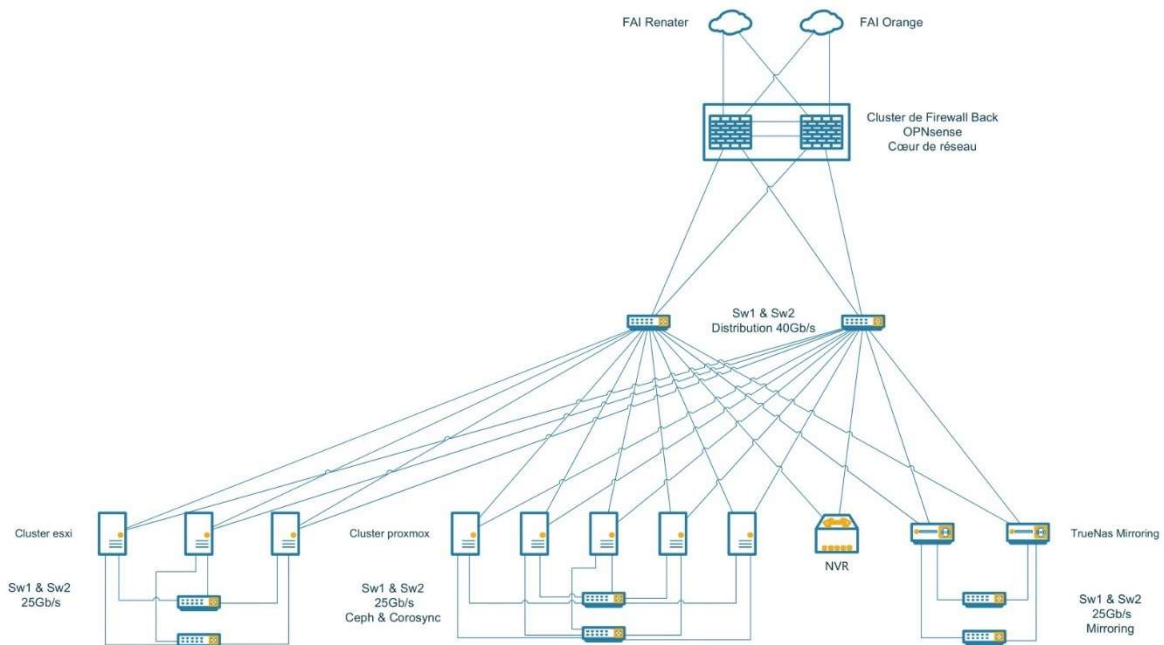 FAI Renater
FAI Orange
Cluster de Firewall Back
OPNsense
Cœur de réseau
Sw1 & Sw2
Distribution 40Gb/s
Cluster esxi
Cluster proxmox
NVR
TrueNas Mirroring
Sw1 & Sw2
25Gb/s
Sw1 & Sw2
25Gb/s
Ceph & Corosync
Sw1 & Sw2
25Gb/s
Mirroring